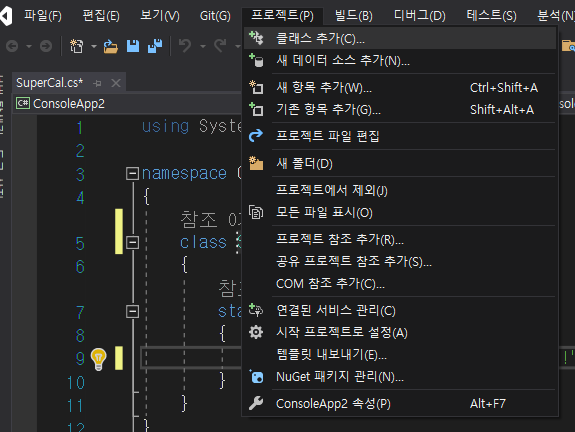 파일(F) 편집(E) 보기(V) Git(G) 프로젝트(P) 빌드(B) 디버그(D) 테스트(S) 분석(N)
클래스 추가(C)...
새 데이터 소스 추가(N)...
새 항목 추가(W)... Ctrl+Shift+A
기존 항목 추가(G)... Shift+Alt+A
프로젝트 파일 편집
새 폴더(D)
프로젝트에서 제외(J)
모든 파일 표시(O)
프로젝트 참조 추가(R)...
공유 프로젝트 참조 추가(S)...
COM 참조 추가(C)...
연결된 서비스 관리(C)
시작 프로젝트로 설정(A)
템플릿 내보내기(E)...
NuGet 패키지 관리(N)...
ConsoleApp2 속성(P) Alt+F7
SuperCal.cs*
C# ConsoleApp2
1 using Syste
2
3 namespace
4 {
참조 0
5 class
6 {
참조
7 sta
8 {
9 !"
10 }
11 }
12 }